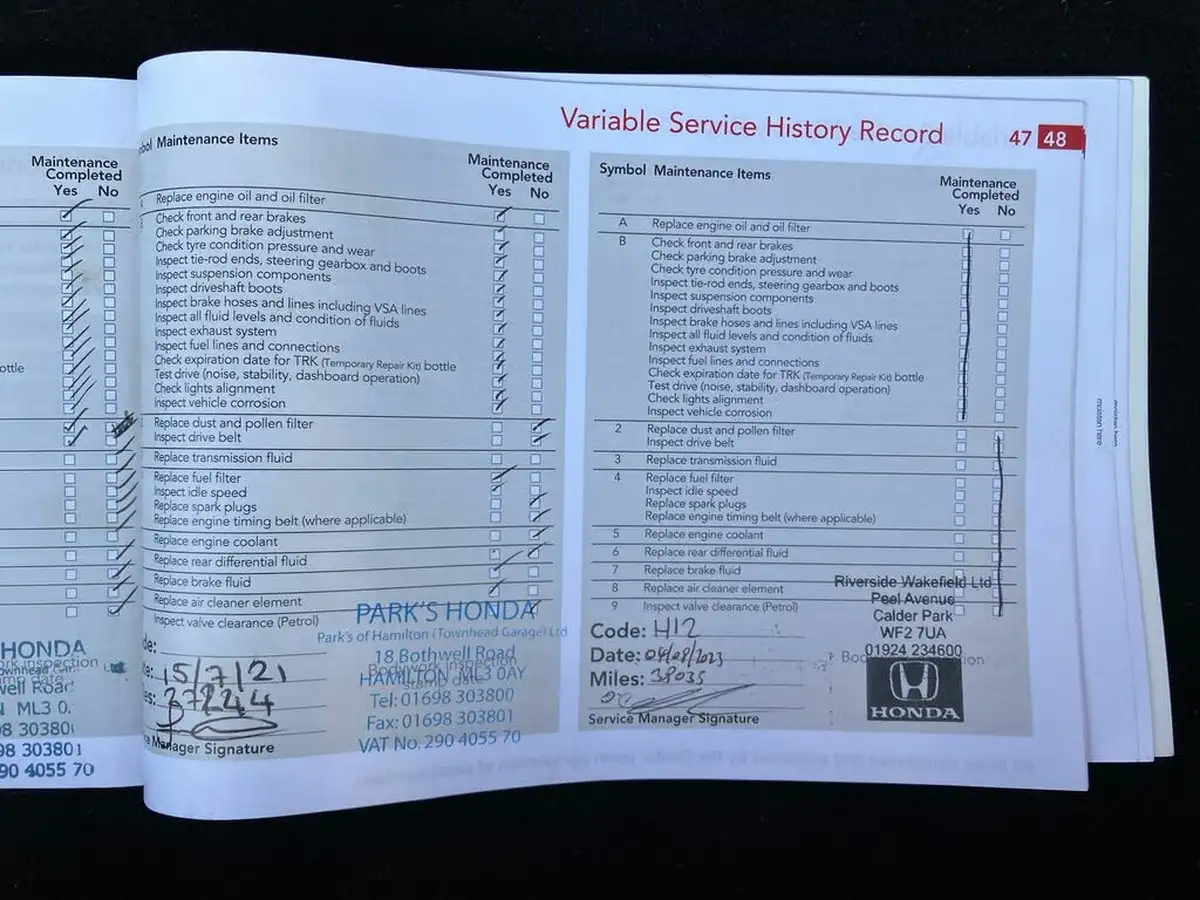 Variable Service History Record 47 48
Maintenance
Completed
Yes No
ottle
HONDA
ML3 0
98 303801
90 4055 70
Maintenance Items
Maintenance
Completed
Yes No
Replace engine oil and oil filter
Check front and rear brakes
Check parking brake adjustment
Check tyre condition pressure and wear
Inspect tie-rod ends, steering gearbox and boots
Inspect suspension components
Inspect driveshaft boots
Inspect brake hoses and lines including VSA lines
Inspect all fluid levels and condition of fluids
Inspect exhaust system
Inspect fuel lines and connections
Check expiration date for TRK (Temporary Repair Kit) bottle
Test drive (noise, stability, dashboard operation)
Check lights alignment
Inspect vehicle corrosion
Replace dust and pollen filter
Inspect drive belt
Replace transmission fluid
Replace fuel filter
Inspect idle speed
Replace spark plugs
Replace engine timing belt (where applicable)
Replace engine coolant
Replace rear differential fluid
Replace brake fluid
Replace air cleaner element
Inspect valve clearance (Petrol)
15/7/21
37244
Manager Signature
PARK'S HONDA
Park's of Hamilton (Townhead Garage) Ltd
18 Bothwell Road
HAMILTON ML3 0AY
Tel: 01698 303800
Fax: 01698 303801
VAT No. 290 4055 70
Bodywork inspection
stamp date
Symbol Maintenance Items
Maintenance
Completed
Yes No
A Replace engine oil and oil filter
B Check front and rear brakes
Check parking brake adjustment
Check tyre condition pressure and wear
Inspect tie-rod ends, steering gearbox and boots
Inspect suspension components
Inspect driveshaft boots
Inspect brake hoses and lines including VSA lines
Inspect all fluid levels and condition of fluids
Inspect exhaust system
Inspect fuel lines and connections
Check expiration date for TRK (Temporary Repair Kit) bottle
Test drive (noise, stability, dashboard operation)
Check lights alignment
Inspect vehicle corrosion
2 Replace dust and pollen filter
Inspect drive belt
3 Replace transmission fluid
4 Replace fuel filter
Inspect idle speed
Replace spark plugs
Replace engine timing belt (where applicable)
5 Replace engine coolant
6 Replace rear differential fluid
7 Replace brake fluid
8 Replace air cleaner element
9 Inspect valve clearance (Petrol)
Code: H12
Date: 04/08/2023
Miles: 38035
Service Manager Signature
Riverside Wakefield Ltd
Peel Avenue
Calder Park
WF2 7UA
01924 234600
HONDA
moisten here